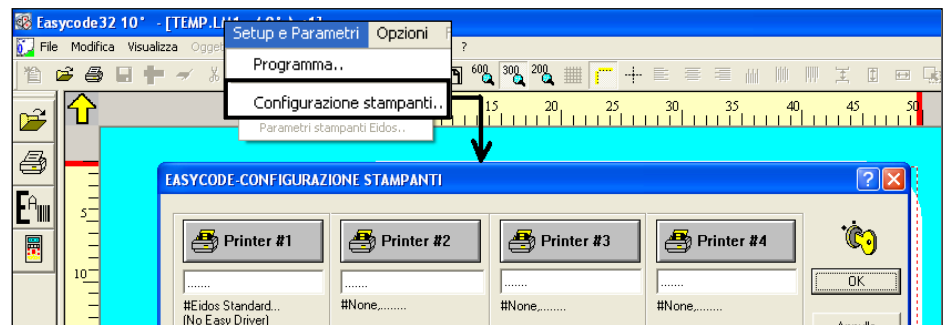 Easycode32 10° - [TEMP.L
Setup e Parametri Opzioni
File Modifica Visualizza Ogget ?
Programma..
600 300 200
Configurazione stampanti..
Parametri stampanti Eidos..
15 20 25 30 35 40 45 50
5
10
EASYCODE-CONFIGURAZIONE STAMPANTI
Printer #1 Printer #2 Printer #3 Printer #4
....... ....... ....... .......
OK
#Eidos Standard... #None,........ #None,........ #None,........
(No Easy Driver)